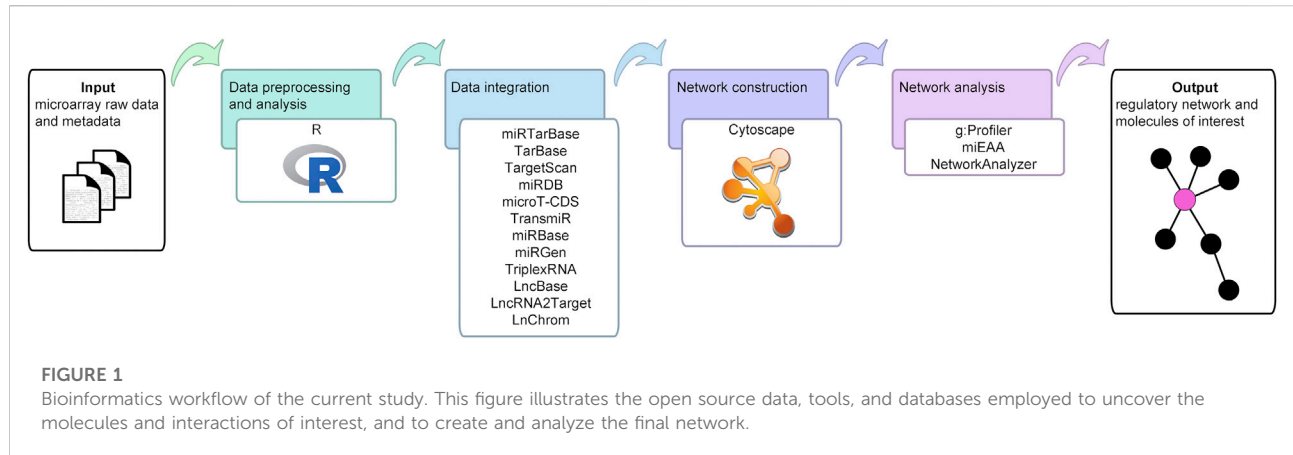 Input
microarray raw data
and metadata
Data preprocessing
and analysis
R
R
Data integration
miRTarBase
TarBase
TargetScan
miRDB
microT-CDS
TransmiR
miRBase
miRGen
TriplexRNA
LncBase
LncRNA2Target
LnChrom
Network construction
Cytoscape
Network analysis
g:Profiler
miEAA
NetworkAnalyzer
Output
regulatory network and
molecules of interest
FIGURE 1
Bioinformatics workflow of the current study. This figure illustrates the open source data, tools, and databases employed to uncover the
molecules and interactions of interest, and to create and analyze the final network.